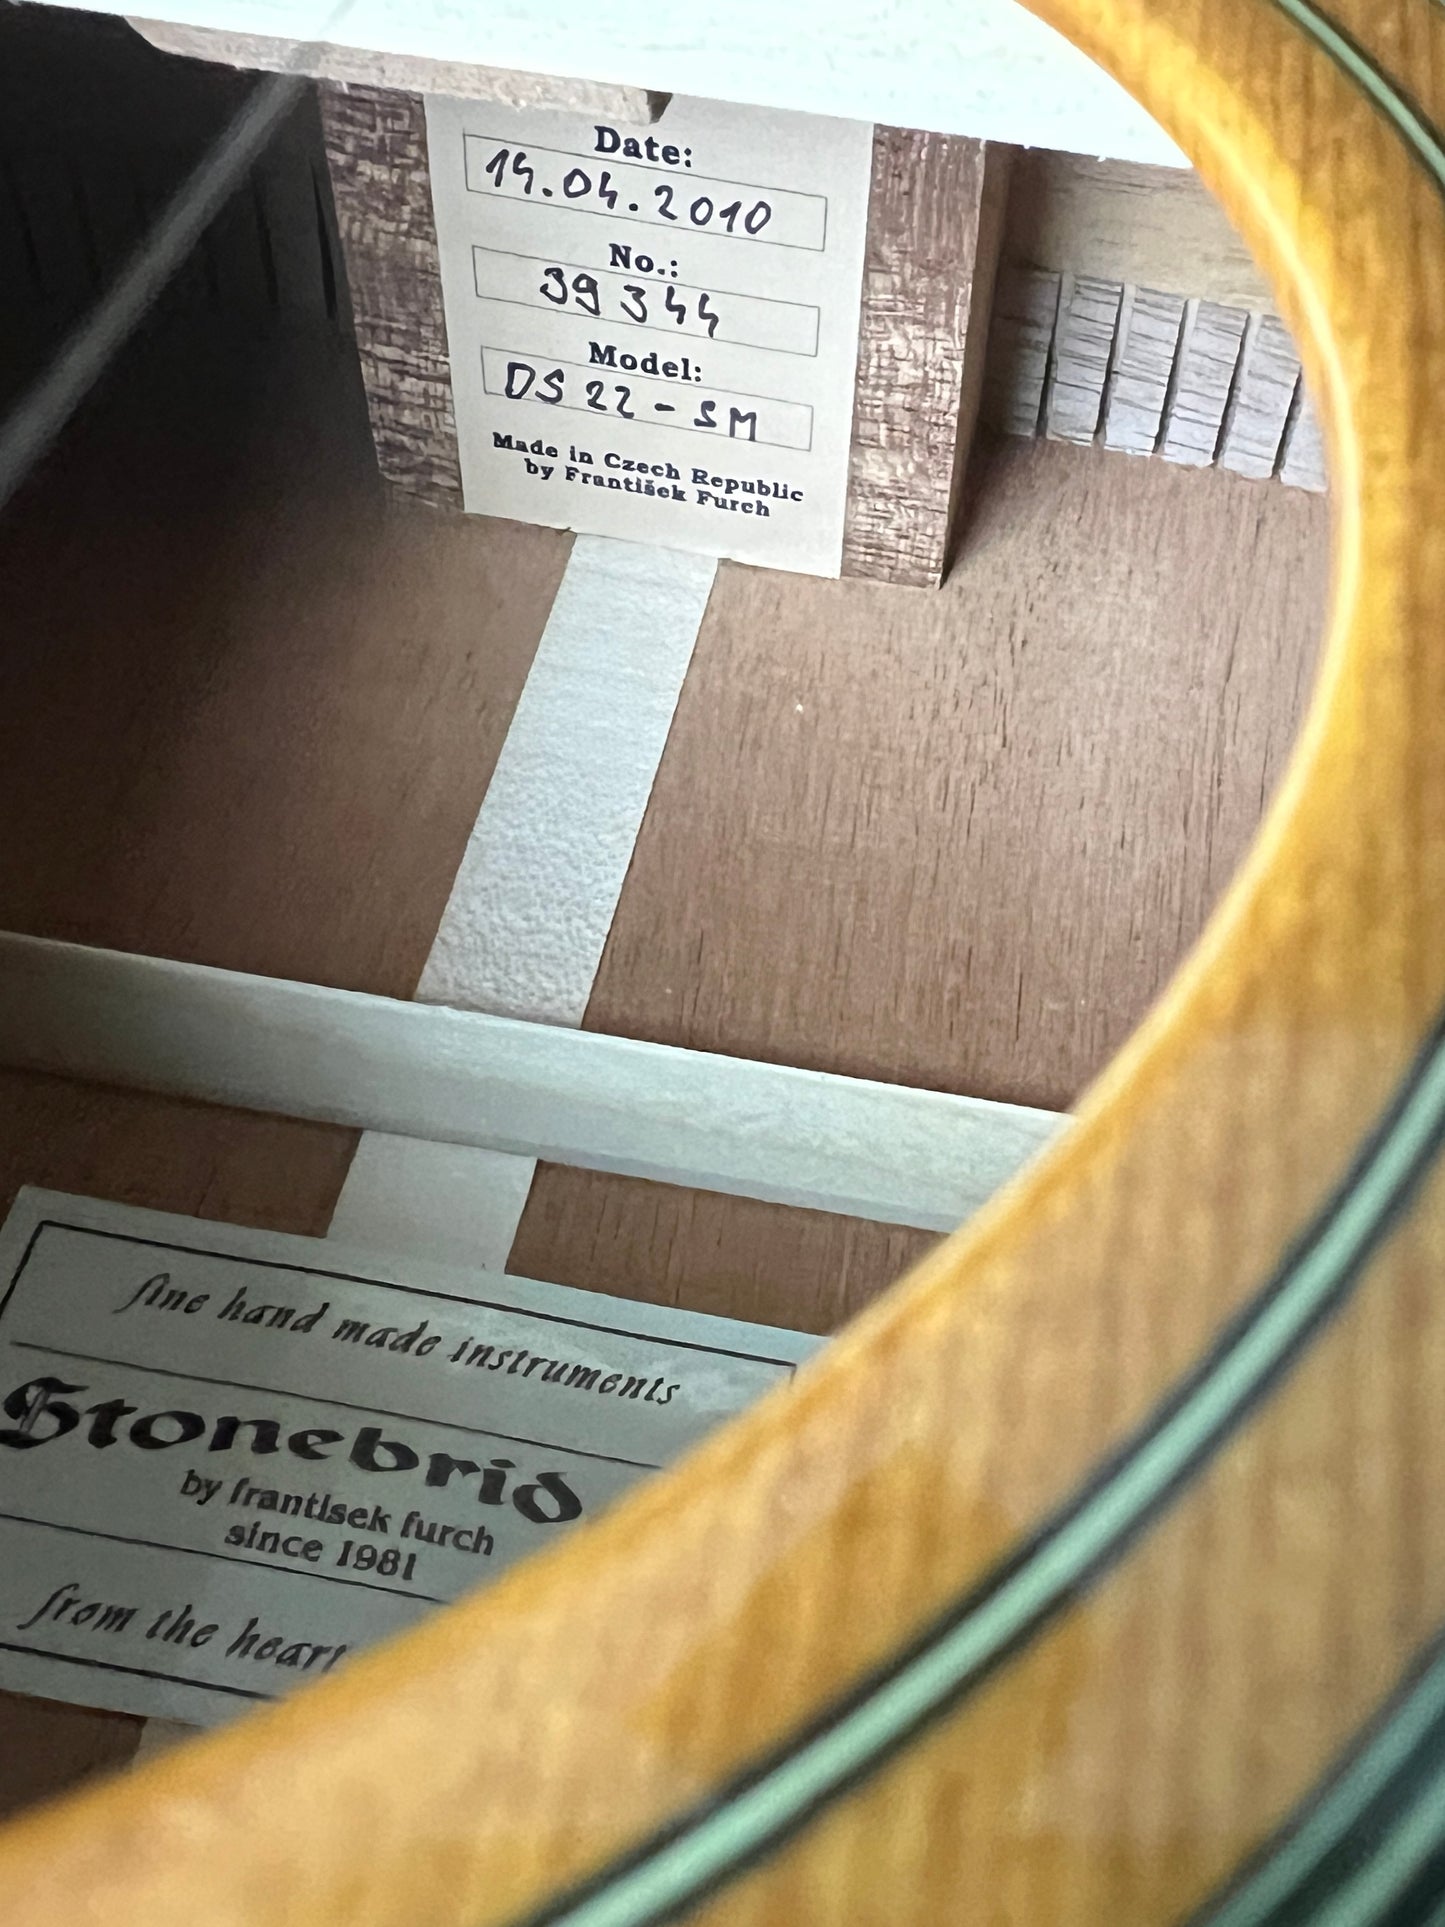 Date:
14.04.2010
No.:
39344
Model:
DS 22 - SM
Made in Czech Republic
by František Furch
fine hand made instruments
Stonebrid
by frantisek furch
since 1981
from the heart